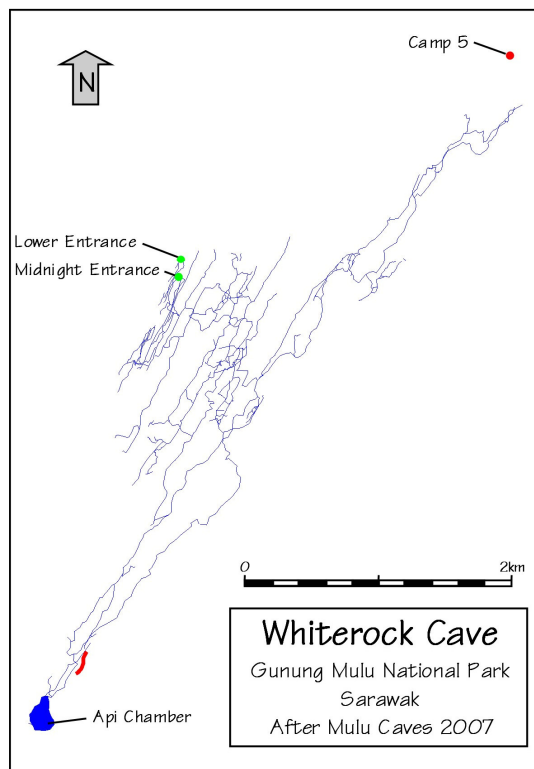 Camp 5
N
Lower Entrance
Midnight Entrance
0 2km
Whiterock Cave
Gunung Mulu National Park
Sarawak
After Mulu Caves 2007
Api Chamber